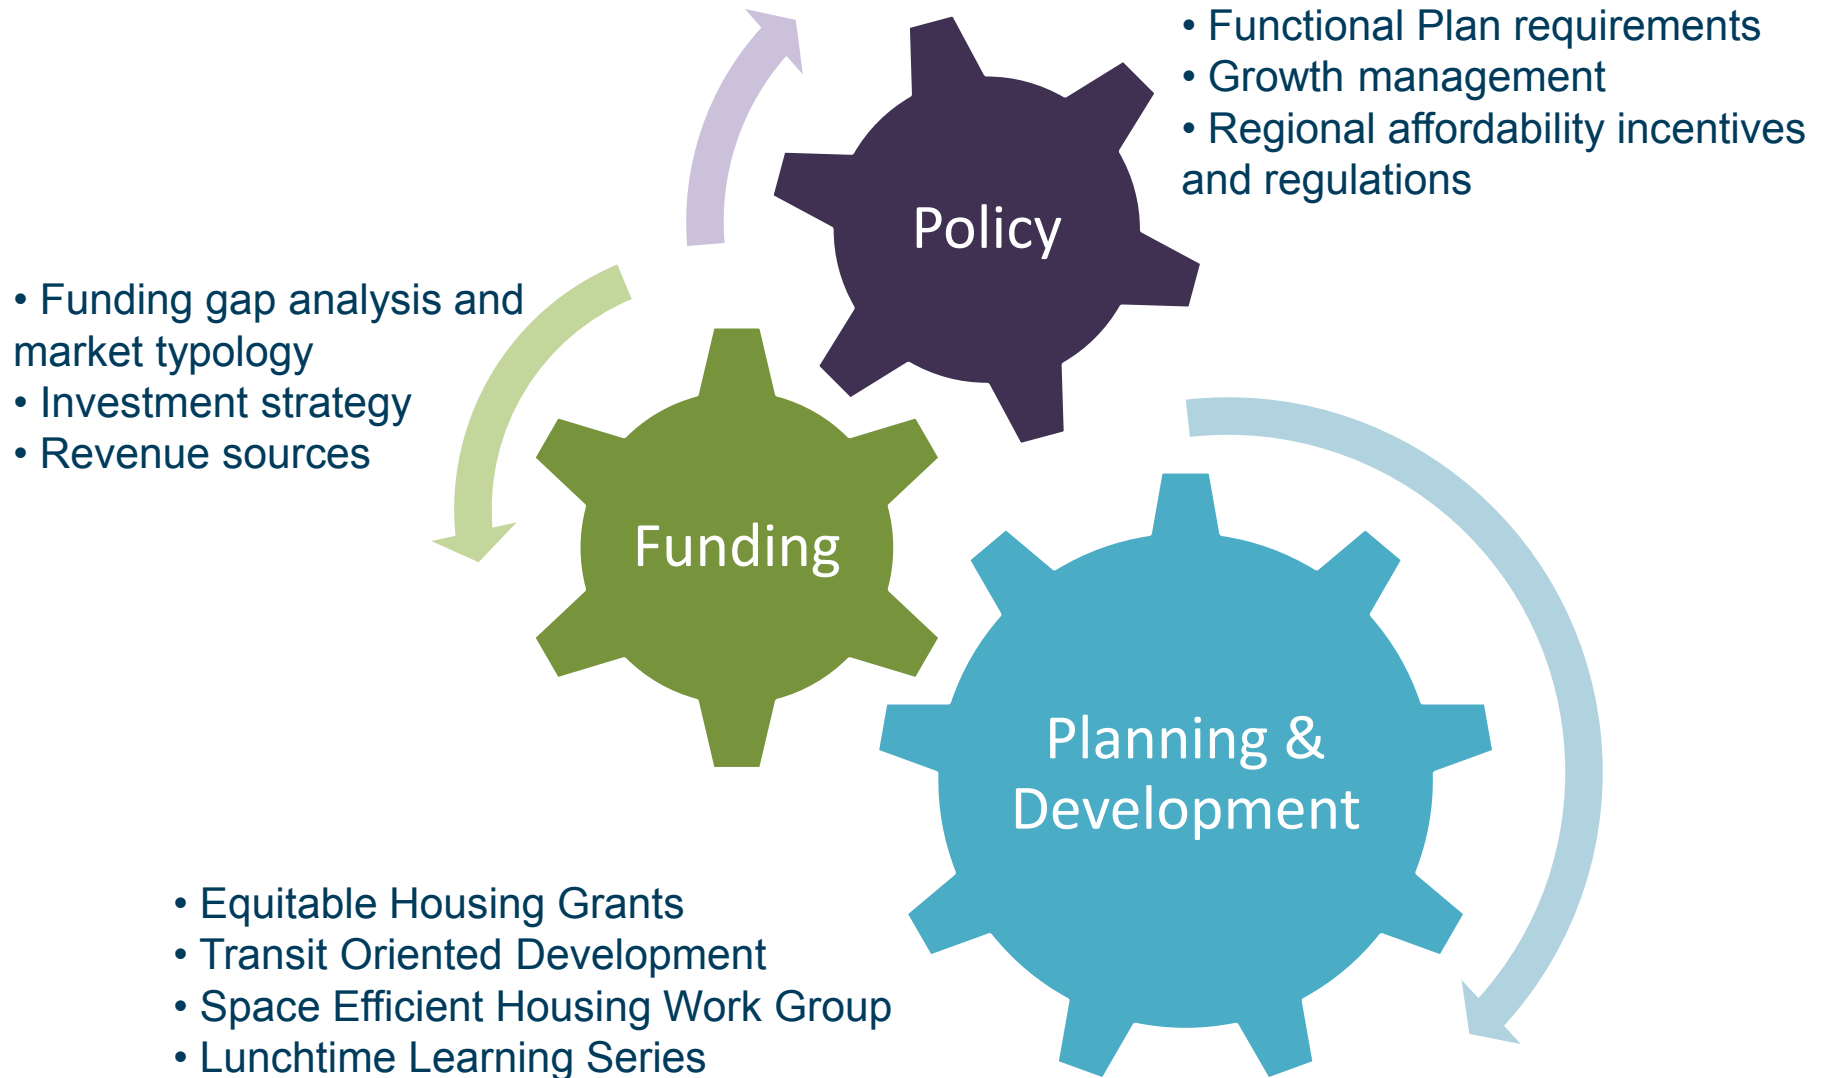 • Functional Plan requirements
• Growth management
• Regional affordability incentives
and regulations
Policy
• Funding gap analysis and
market typology
• Investment strategy
• Revenue sources
Funding
Planning &
Development
• Equitable Housing Grants
• Transit Oriented Development
• Space Efficient Housing Work Group
• Lunchtime Learning Series